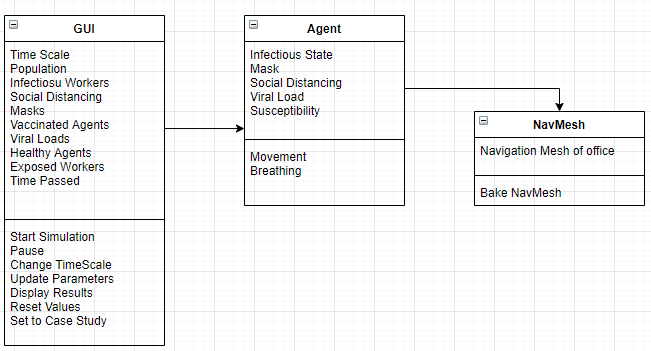 GUI
Time Scale
Population
Infectiosu Workers
Social Distancing
Masks
Vaccinated Agents
Viral Loads
Healthy Agents
Exposed Workers
Time Passed
Start Simulation
Pause
Change TimeScale
Update Parameters
Display Results
Reset Values
Set to Case Study
Agent
Infectious State
Mask
Social Distancing
Viral Load
Susceptibility
Movement
Breathing
NavMesh
Navigation Mesh of office
Bake NavMesh